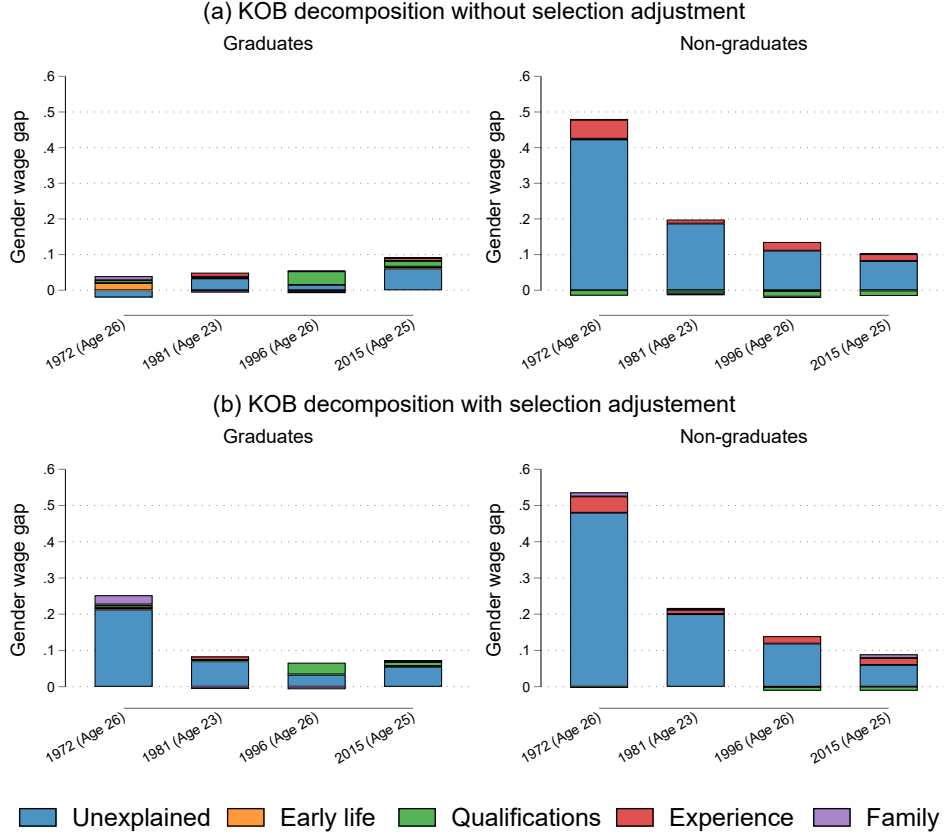 (a) KOB decomposition without selection adjustment
Graduates
Non-graduates
Gender wage gap
.6
.5
.4
.3
.2
.1
0
1972 (Age 26)
1981 (Age 23)
1996 (Age 26)
2015 (Age 25)
Gender wage gap
.6
.5
.4
.3
.2
.1
0
1972 (Age 26)
1981 (Age 23)
1996 (Age 26)
2015 (Age 25)
(b) KOB decomposition with selection adjustement
Graduates
Non-graduates
Gender wage gap
.6
.5
.4
.3
.2
.1
0
1972 (Age 26)
1981 (Age 23)
1996 (Age 26)
2015 (Age 25)
Gender wage gap
.6
.5
.4
.3
.2
.1
0
1972 (Age 26)
1981 (Age 23)
1996 (Age 26)
2015 (Age 25)
Unexplained
Early life
Qualifications
Experience
Family